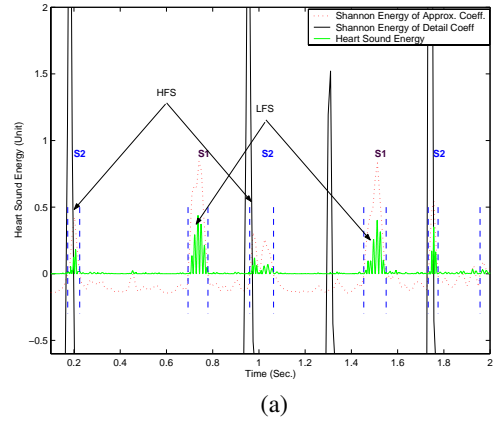 Shannon Energy of Approx. Coeff.
Shannon Energy of Detail Coeff
Heart Sound Energy
2
1.5
1
0.5
0
−0.5
Heart Sound Energy (Unit)
HFS
LFS
S2
S1
S2
S1
S2
0.2
0.4
0.6
0.8
1.0
1.2
1.4
1.6
1.8
2
Time (Sec.)
(a)